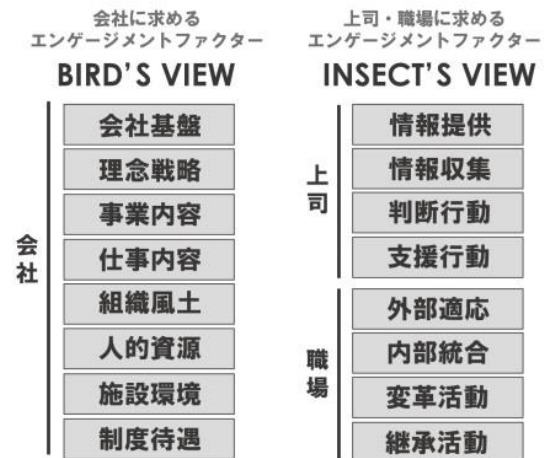 会社に求める
エンゲージメントファクター
BIRD'S VIEW
会社
会社基盤
理念戦略
事業内容
仕事内容
組織風土
人的資源
施設環境
制度待遇
上司・職場に求める
エンゲージメントファクター
INSECT'S VIEW
上司
情報提供
情報収集
判断行動
支援行動
職場
外部適応
内部統合
変革活動
継承活動